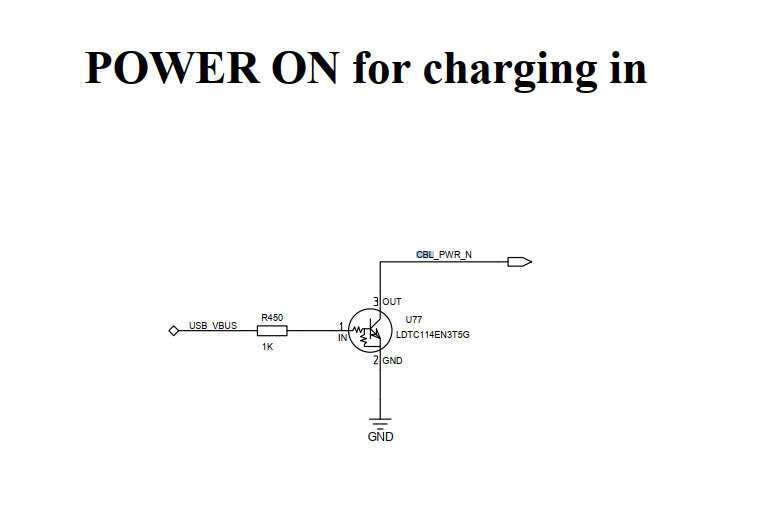 POWER ON for charging in
CBL_PWR_N
3 OUT
USB_VBUS
R450
1K
1
IN
U77
LDTC114EN3T5G
2 GND
GND